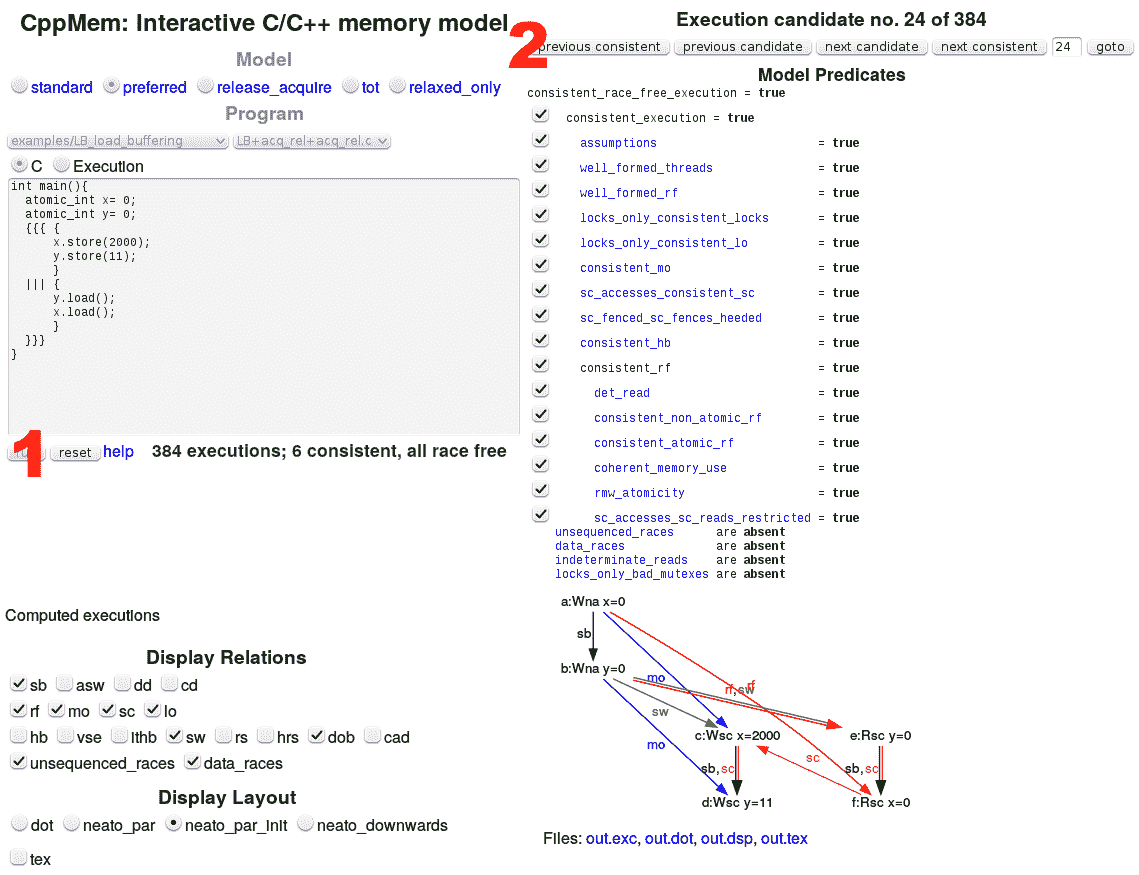 CppMem: Interactive C/C++ memory model
Model
standard preferred release_acquire tot relaxed_only
Program
examples/LB_load_buffering LB+acq_rel+acq_rel.c
C Execution
int main(){
atomic_int x= 0;
atomic_int y= 0;
{{{ {
x.store(2000);
y.store(11);
}
||| {
y.load();
x.load();
}
}}}
}
1
reset help 384 executions; 6 consistent, all race free
Computed executions
Display Relations
sb asw dd cd
rf mo sc lo
hb vse lthb sw rs hrs dob cad
unsequenced_races data_races
Display Layout
dot neato_par neato_par_init neato_downwards
tex
2
Execution candidate no. 24 of 384
previous consistent previous candidate next candidate next consistent 24 goto
Model Predicates
consistent_race_free_execution = true
consistent_execution = true
assumptions = true
well_formed_threads = true
well_formed_rf = true
locks_only_consistent_locks = true
locks_only_consistent_lo = true
consistent_mo = true
sc_accesses_consistent_sc = true
sc_fenced_sc_fences_heeded = true
consistent_hb = true
consistent_rf = true
det_read = true
consistent_non_atomic_rf = true
consistent_atomic_rf = true
coherent_memory_use = true
rmw_atomicity = true
sc_accesses_sc_reads_restricted = true
unsequenced_races are absent
data_races are absent
indeterminate_reads are absent
locks_only_bad_mutexes are absent
a:Wna x=0
sb
b:Wna y=0
mo
rf,sw
rf
sw
c:Wsc x=2000
e:Rsc y=0
mo
sc
sb,sc
sb,sc
d:Wsc y=11
f:Rsc x=0
Files: out.exc, out.dot, out.dsp, out.tex